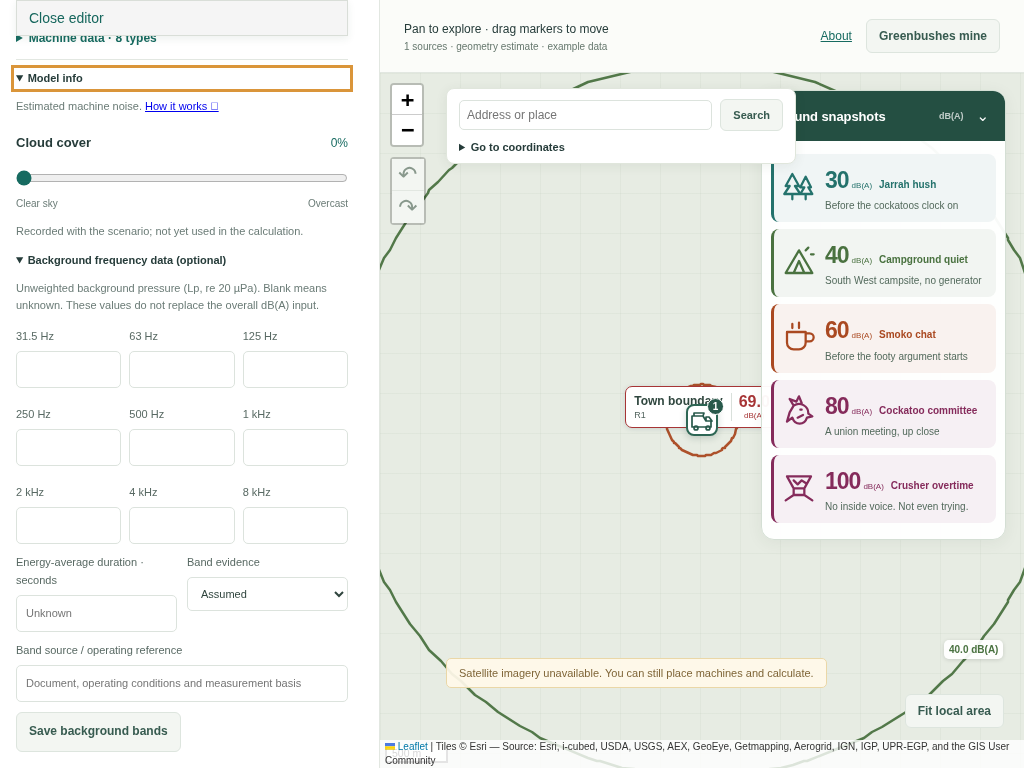 Close editor
Machine data · 8 types
Model info
Estimated machine noise. How it works
Cloud cover 0%
Clear sky Overcast
Recorded with the scenario; not yet used in the calculation.
Background frequency data (optional)
Unweighted background pressure (Lp, re 20 µPa). Blank means
unknown. These values do not replace the overall dB(A) input.
31.5 Hz 63 Hz 125 Hz
250 Hz 500 Hz 1 kHz
2 kHz 4 kHz 8 kHz
Energy-average duration ·
seconds
Band evidence
Unknown
Assumed
Band source / operating reference
Document, operating conditions and measurement basis
Save background bands
Pan to explore · drag markers to move
1 sources · geometry estimate · example data
About
Greenbushes mine
+
−
Address or place
Search
Go to coordinates
und snapshots dB(A)
30 dB(A) Jarrah hush
Before the cockatoos clock on
40 dB(A) Campground quiet
South West campsite, no generator
60 dB(A) Smoko chat
Before the footy argument starts
80 dB(A) Cockatoo committee
A union meeting, up close
100 dB(A) Crusher overtime
No inside voice. Not even trying.
Town boundary
R1
69.
dB(A
1
40.0 dB(A)
Satellite imagery unavailable. You can still place machines and calculate.
Fit local area
Leaflet | Tiles © Esri — Source: Esri, i-cubed, USDA, USGS, AEX, GeoEye, Getmapping, Aerogrid, IGN, IGP, UPR-EGP, and the GIS User
Community